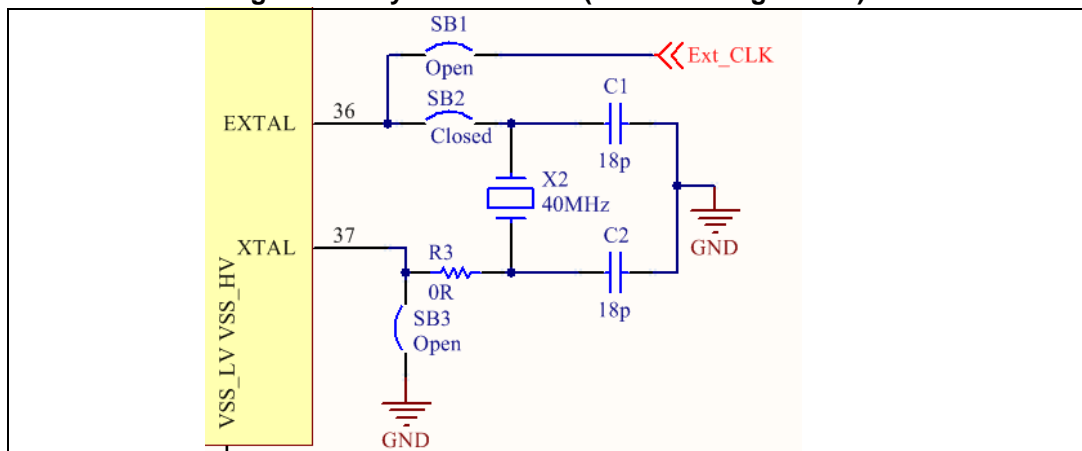 SB1
Open
Ext_CLK
SB2
Closed
C1
18p
EXTAL
36
X2
40MHz
GND
XTAL
37
R3
0R
C2
18p
SB3
Open
GND
VSS_LV VSS_HV